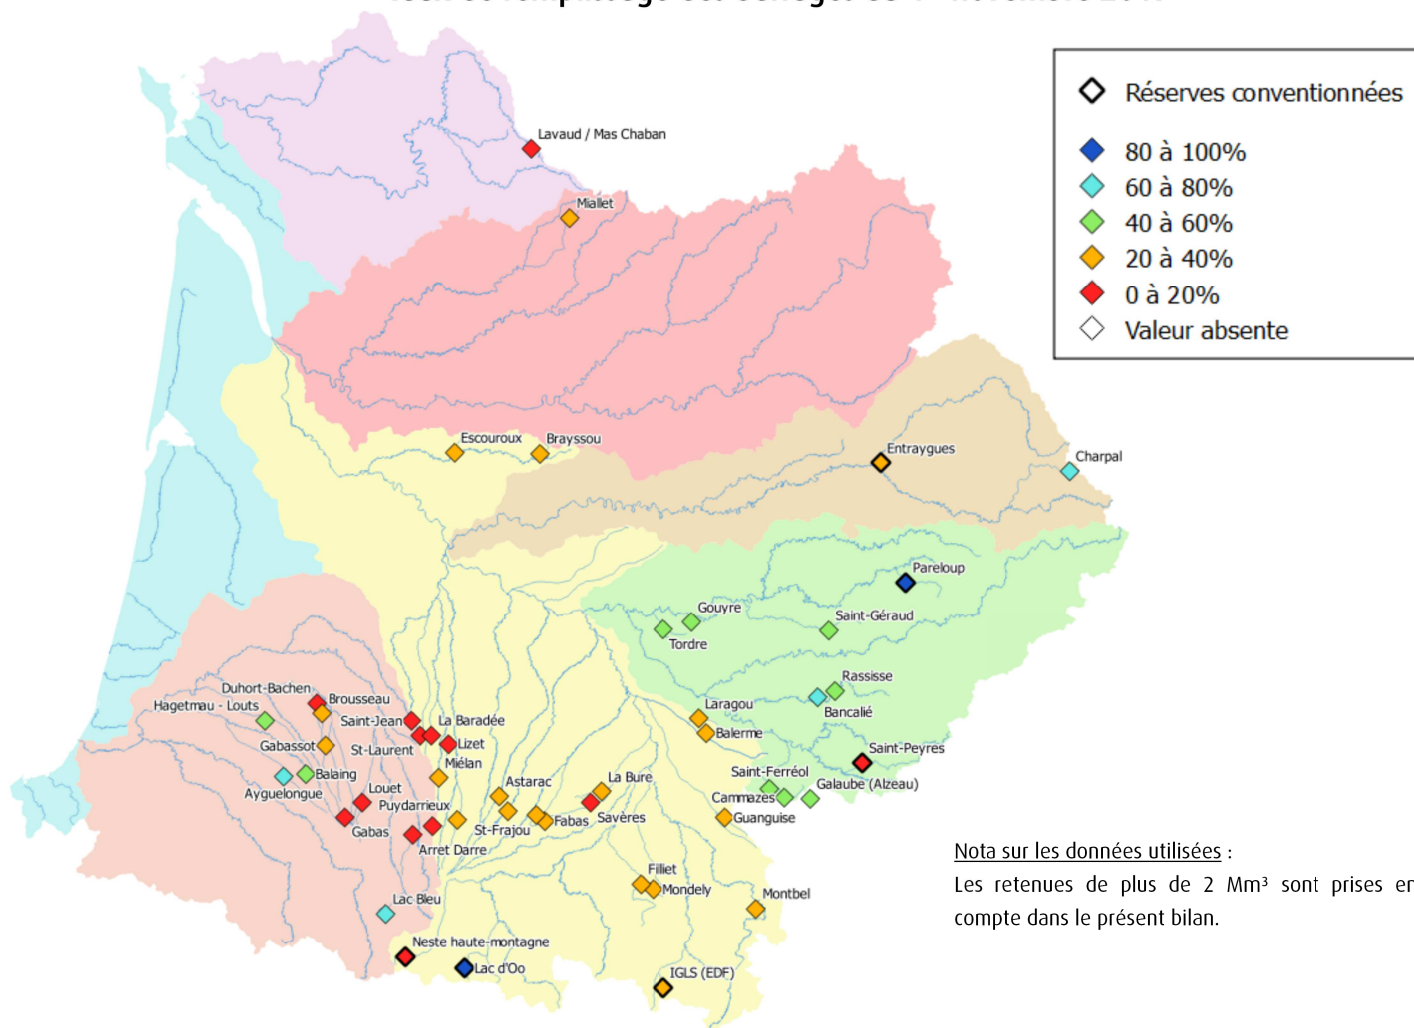 Réserves conventionnées
80 à 100%
60 à 80%
40 à 60%
20 à 40%
0 à 20%
Valeur absente
Lavaud / Mas Chaban
Miallet
Escouroux
Brayssou
Entraygues
Charpal
Pareloup
Gouyre
Saint-Géraud
Tordre
Rassisse
Bancalié
Duhort-Bachen
Brousseau
Hagetmau - Louts
Saint-Jean
La Baradée
Laragou
Balerme
Gabassot
St-Laurent
Lizet
Saint-Peyres
Miélan
Balaing
Saint-Ferréol
Ayguelongue
Louet
Astarac
La Bure
Galaube (Alzeau)
Puydarrieux
Cammazes
Gabas
St-Frajou
Fabas
Savères
Guanguise
Arret Darre
Filliet
Mondely
Montbel
Lac Bleu
Neste haute-montagne
Lac d'Oo
IGLS (EDF)
Nota sur les données utilisées :
Les retenues de plus de 2 Mm³ sont prises en
compte dans le présent bilan.